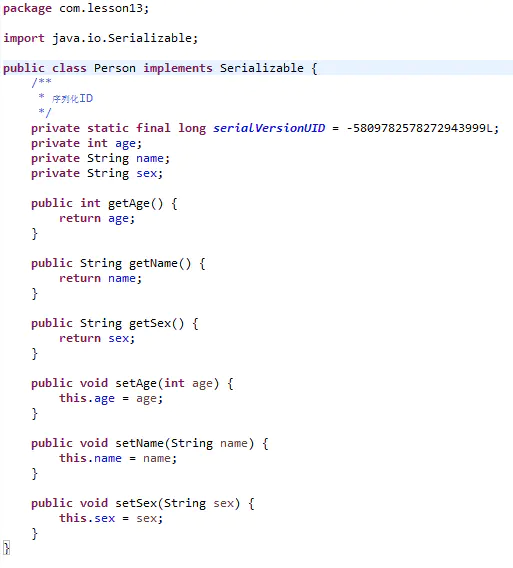 package com.lesson13;
import java.io.Serializable;
public class Person implements Serializable {
/**
* 序列化ID
*/
private static final long serialVersionUID = -5809782578272943999L;
private int age;
private String name;
private String sex;
public int getAge() {
return age;
}
public String getName() {
return name;
}
public String getSex() {
return sex;
}
public void setAge(int age) {
this.age = age;
}
public void setName(String name) {
this.name = name;
}
public void setSex(String sex) {
this.sex = sex;
}
}